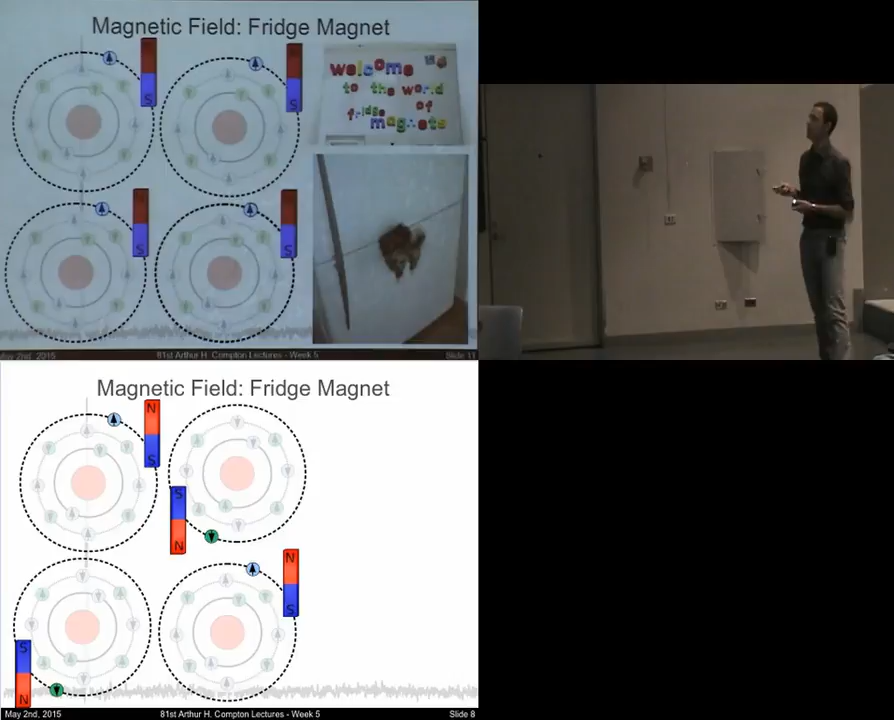 Magnetic Field: Fridge Magnet
S
S
S
S
welcome
to the world
of
fridge
magnets
May 2nd, 2015
81st Arthur H. Compton Lectures - Week 5
Slide 11
Magnetic Field: Fridge Magnet
N
S
S
N
N
S
S
N
May 2nd, 2015
81st Arthur H. Compton Lectures - Week 5
Slide 8